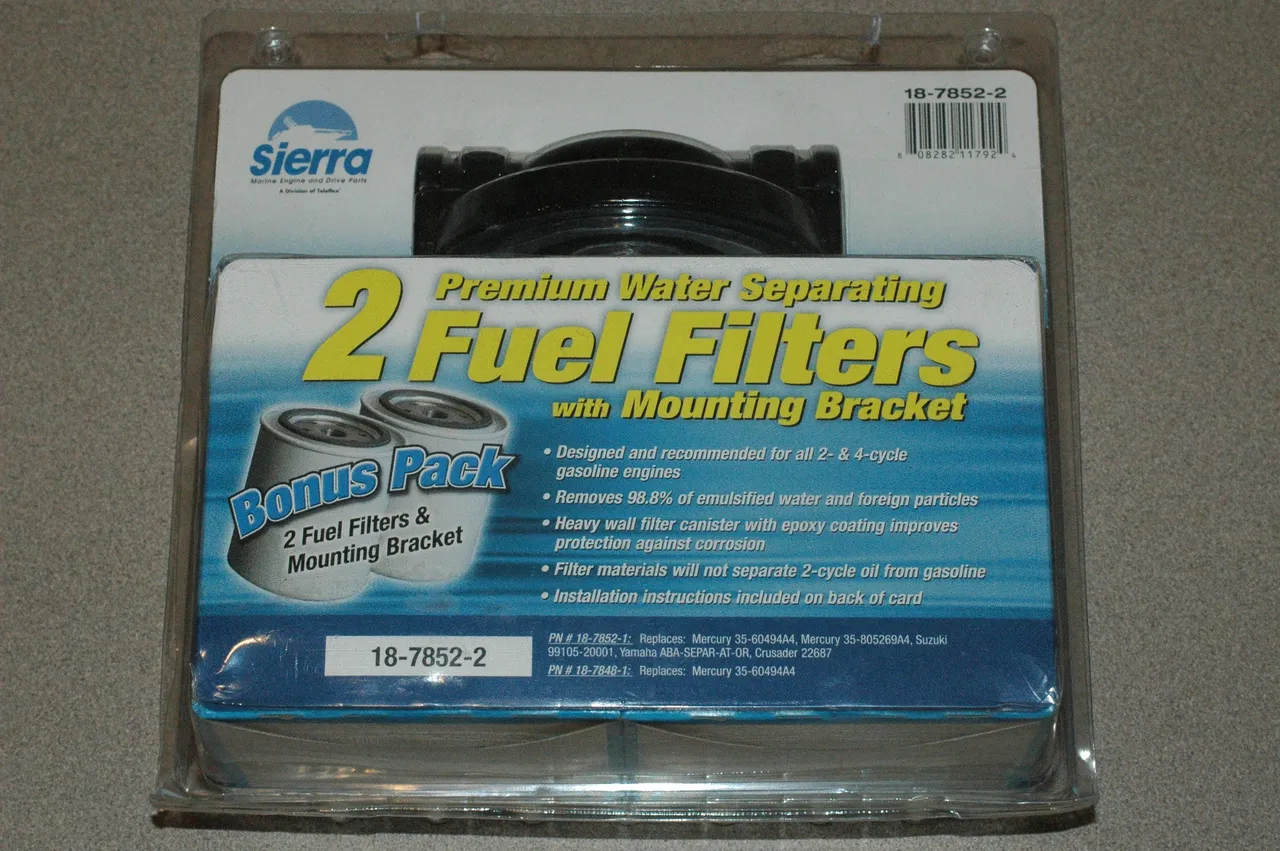 18-7852-2
8 08282 11792 4
Sierra
Marine Engine and Drive Parts
A Division of Teleflex
2 Premium Water Separating
Fuel Filters
with Mounting Bracket
Bonus Pack
2 Fuel Filters &
Mounting Bracket
• Designed and recommended for all 2- & 4-cycle
gasoline engines
• Removes 98.8% of emulsified water and foreign particles
• Heavy wall filter canister with epoxy coating improves
protection against corrosion
• Filter materials will not separate 2-cycle oil from gasoline
• Installation instructions included on back of card
18-7852-2
PN # 18-7852-1: Replaces: Mercury 35-60494A4, Mercury 35-805269A4, Suzuki
99105-20001, Yamaha ABA-SEPAR-AT-OR, Crusader 22687
PN # 18-7848-1: Replaces: Mercury 35-60494A4